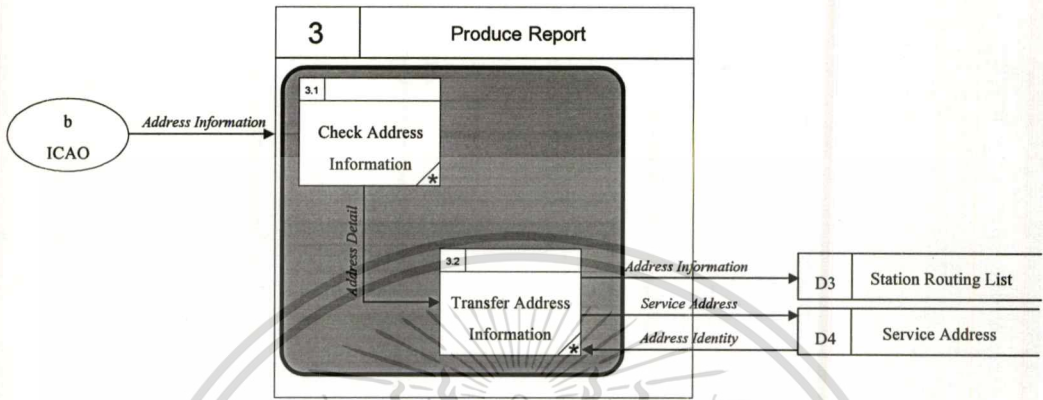 3
Produce Report
3.1
b
ICAO
Address Information
Check Address
Information
*
Address Detail
3.2
Transfer Address
Information
*
Address Information
Service Address
Address Identity
D3
Station Routing List
D4
Service Address